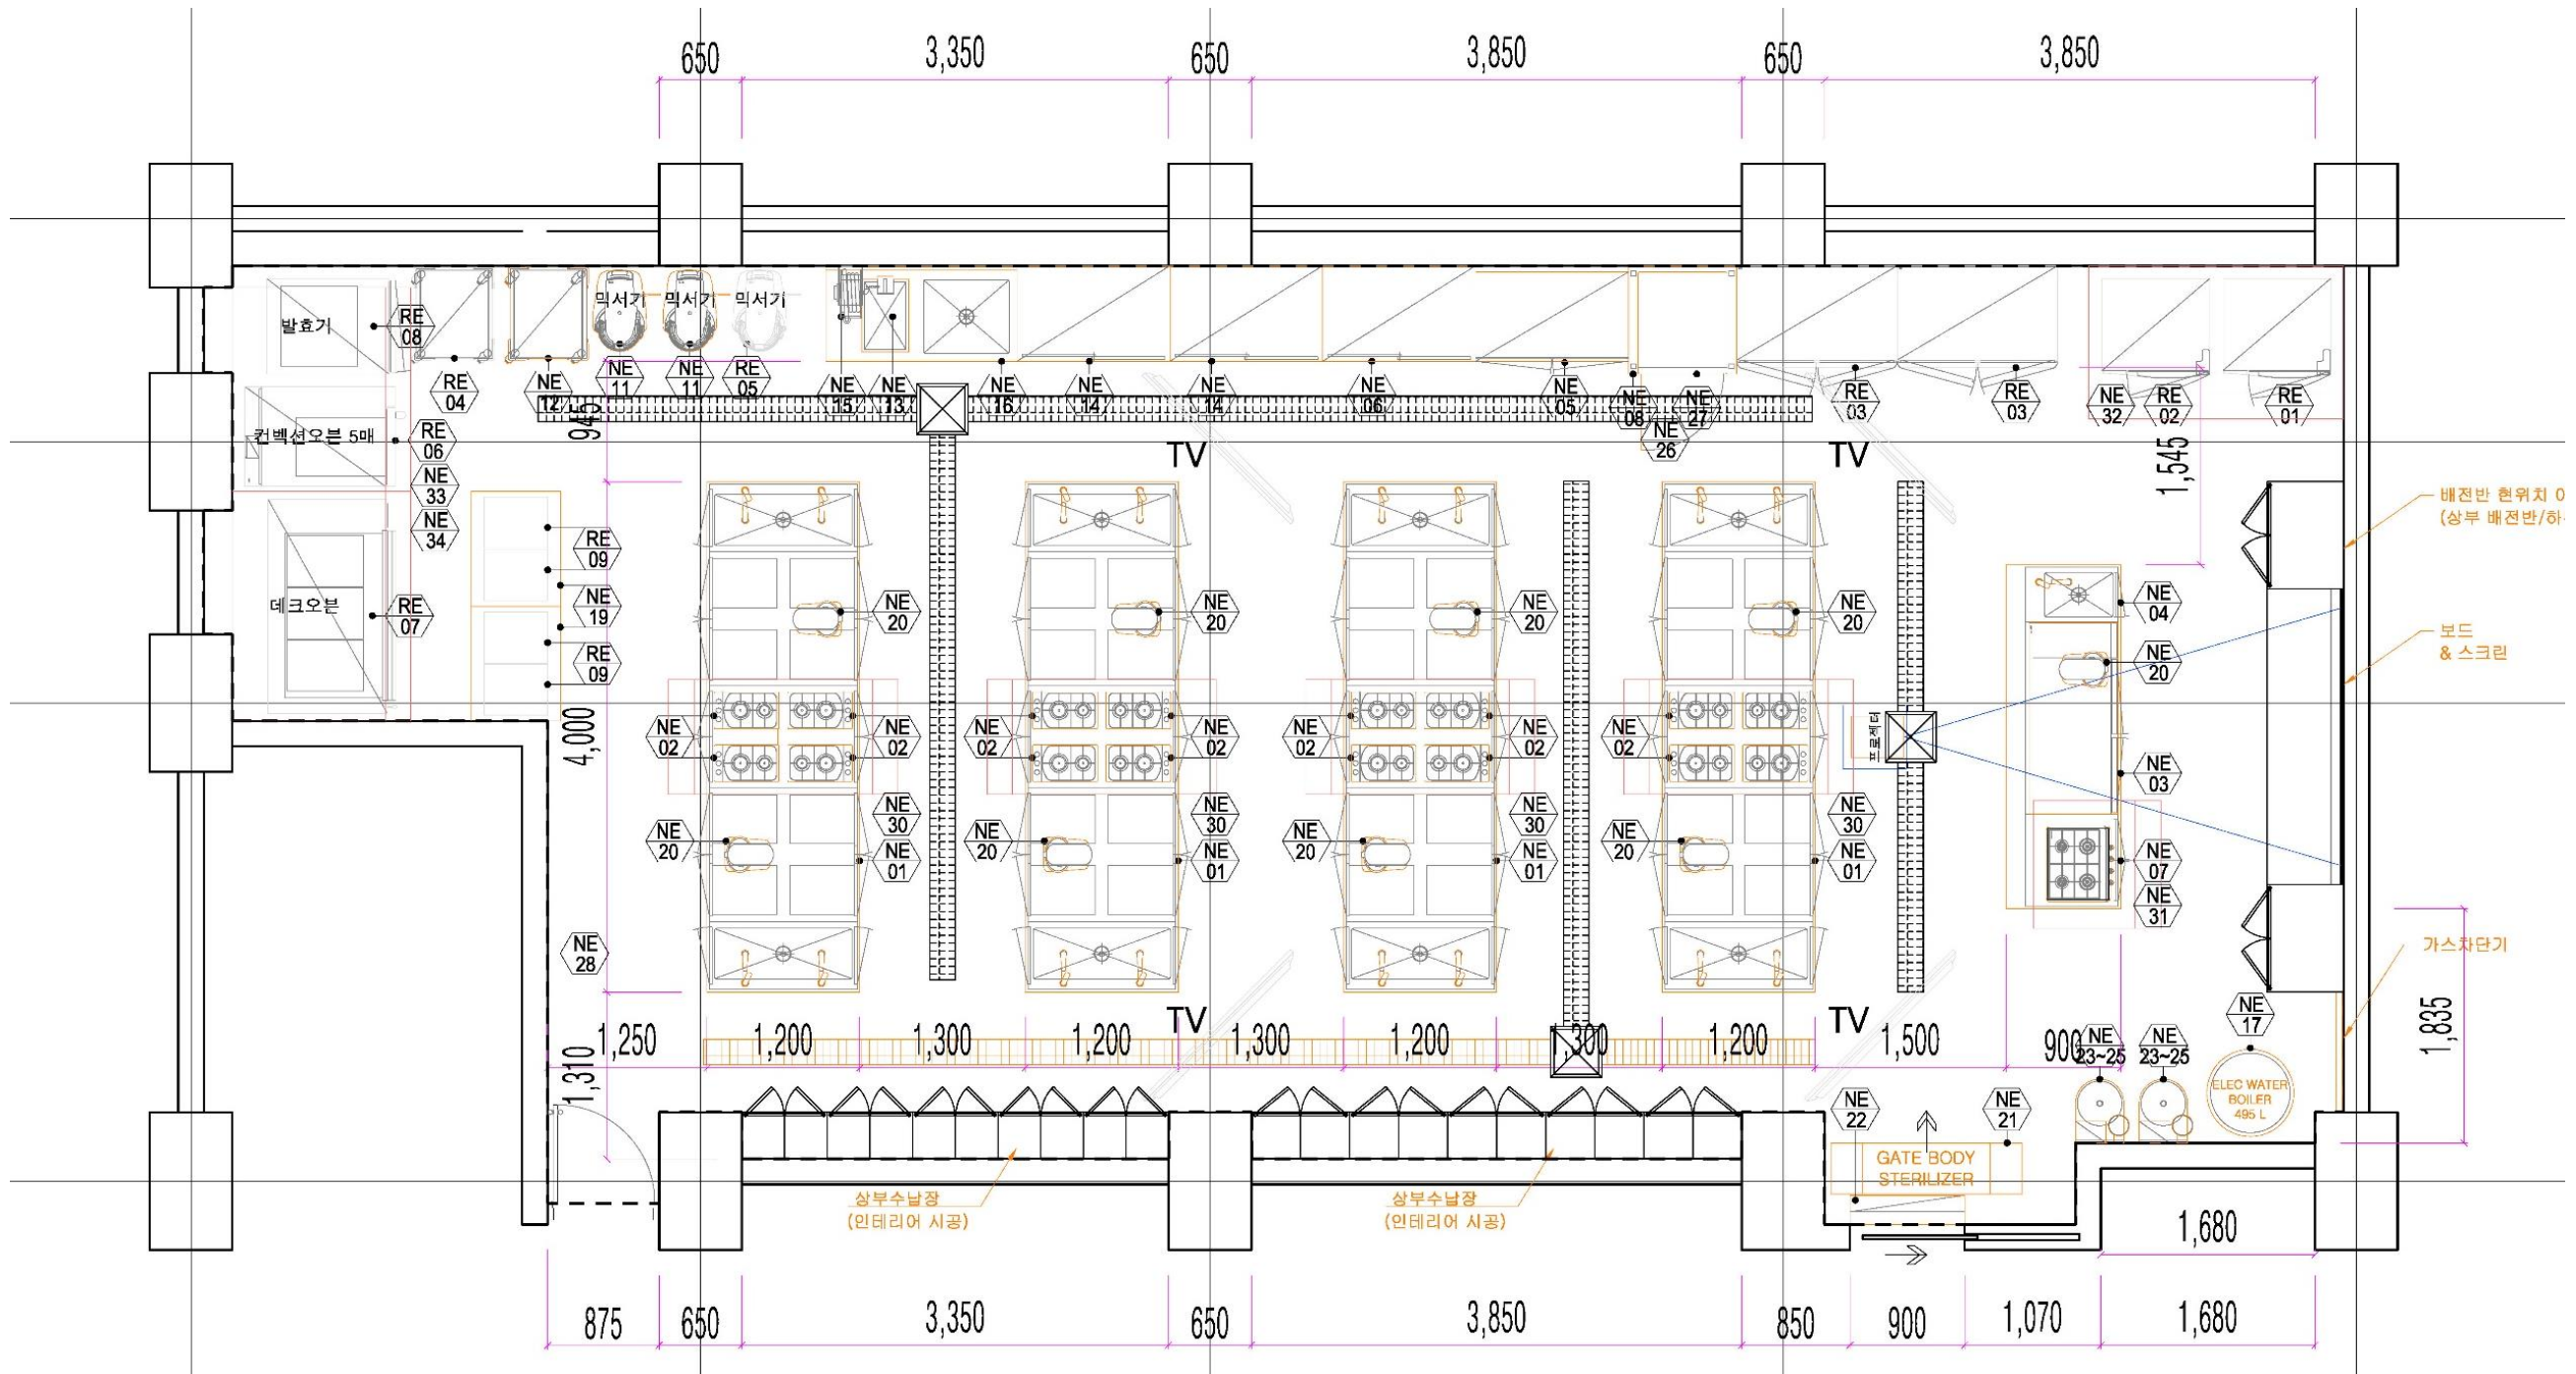 650
3,350
650
3,850
650
3,850
믹서기
믹서기
믹서기
발효기
RE
08
RE
04
NE
12
NE
11
NE
11
RE
05
NE
15
NE
13
NE
16
NE
14
NE
14
NE
06
NE
05
NE
08
NE
27
NE
26
RE
03
RE
03
NE
32
RE
02
RE
01
945
컨벡션오븐 5매
RE
06
NE
33
NE
34
TV
TV
1,545
배전반 현위치
(상부 배전반/하
RE
09
NE
19
RE
09
데크오븐
RE
07
NE
20
NE
20
NE
20
NE
20
NE
04
NE
20
보드
& 스크린
4,000
NE
02
NE
02
NE
02
NE
02
NE
02
NE
02
NE
02
NE
02
프로젝터
NE
03
NE
20
NE
30
NE
01
NE
20
NE
30
NE
01
NE
20
NE
30
NE
01
NE
20
NE
30
NE
01
NE
07
NE
31
NE
28
가스차단기
TV
TV
1,250
1,200
1,300
1,200
1,300
1,200
1,300
1,200
1,500
900
1,310
NE
23~25
NE
23~25
NE
17
1,835
ELEC WATER
BOILER
495 L
NE
22
NE
21
GATE BODY
STERILIZER
상부수납장
(인테리어 시공)
상부수납장
(인테리어 시공)
1,680
875
650
3,350
650
3,850
850
900
1,070
1,680